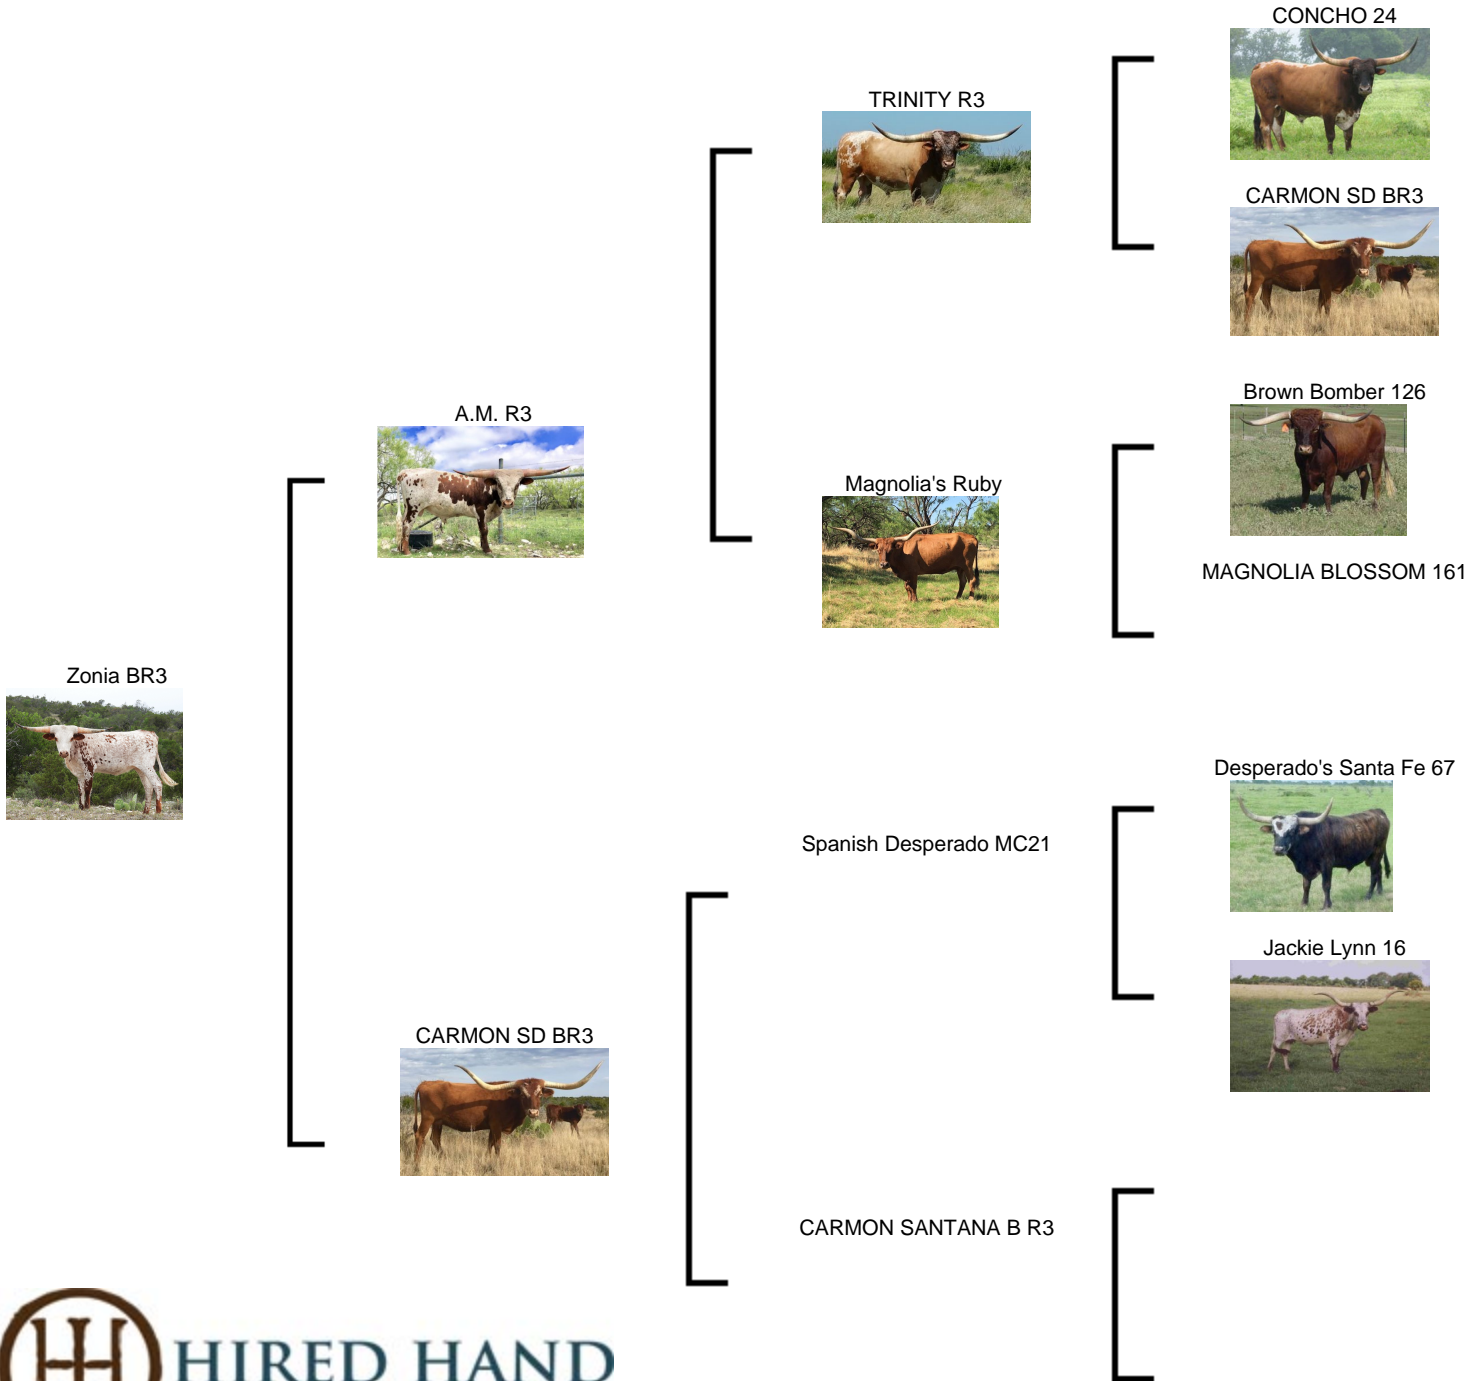 CONCHO 24
TRINITY R3
CARMON SD BR3
Brown Bomber 126
A.M. R3
Magnolia's Ruby
MAGNOLIA BLOSSOM 161
Zonia BR3
Desperado's Santa Fe 67
Spanish Desperado MC21
Jackie Lynn 16
CARMON SD BR3
CARMON SANTANA B R3
HIRED HAND